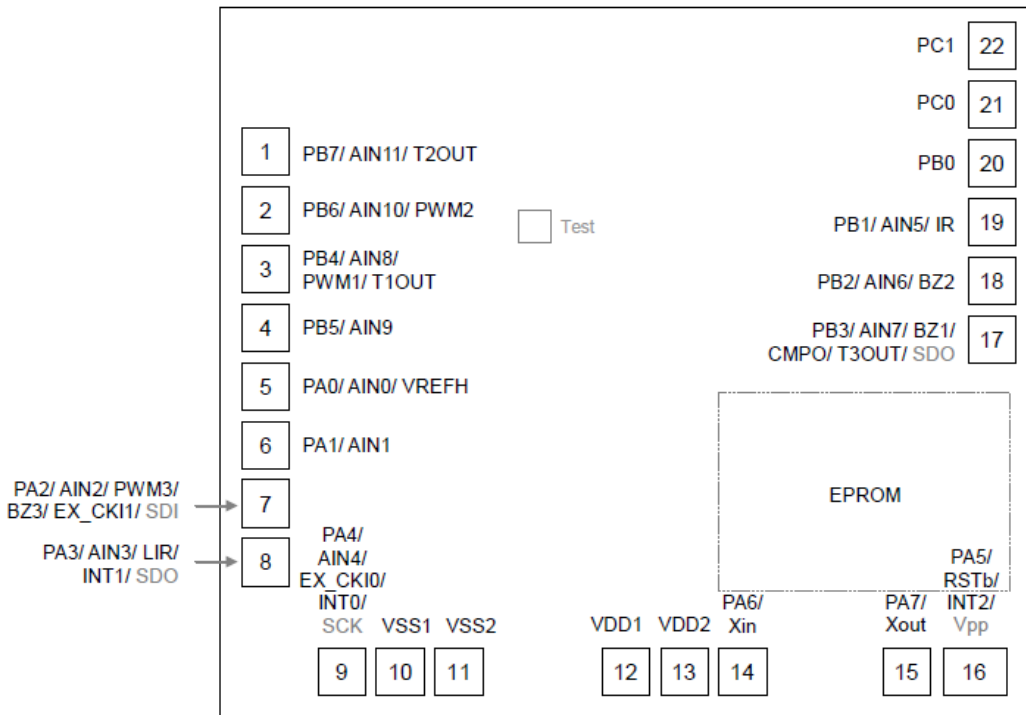 PC1 22
PC0 21
1 PB7/ AIN11/ T2OUT
PB0 20
2 PB6/ AIN10/ PWM2
Test
PB1/ AIN5/ IR 19
3 PB4/ AIN8/
PWM1/ T1OUT
PB2/ AIN6/ BZ2 18
4 PB5/ AIN9
PB3/ AIN7/ BZ1/
CMPO/ T3OUT/ SDO 17
5 PA0/ AIN0/ VREFH
6 PA1/ AIN1
EPROM
PA2/ AIN2/ PWM3/
BZ3/ EX_CKI1/ SDI
7
PA3/ AIN3/ LIR/
INT1/ SDO
8
PA4/
AIN4/
EX_CKI0/
INT0/
SCK
VSS1
VSS2
VDD1
VDD2
PA6/
Xin
PA7/
Xout
PA5/
RSTb/
INT2/
Vpp
9 10 11 12 13 14 15 16